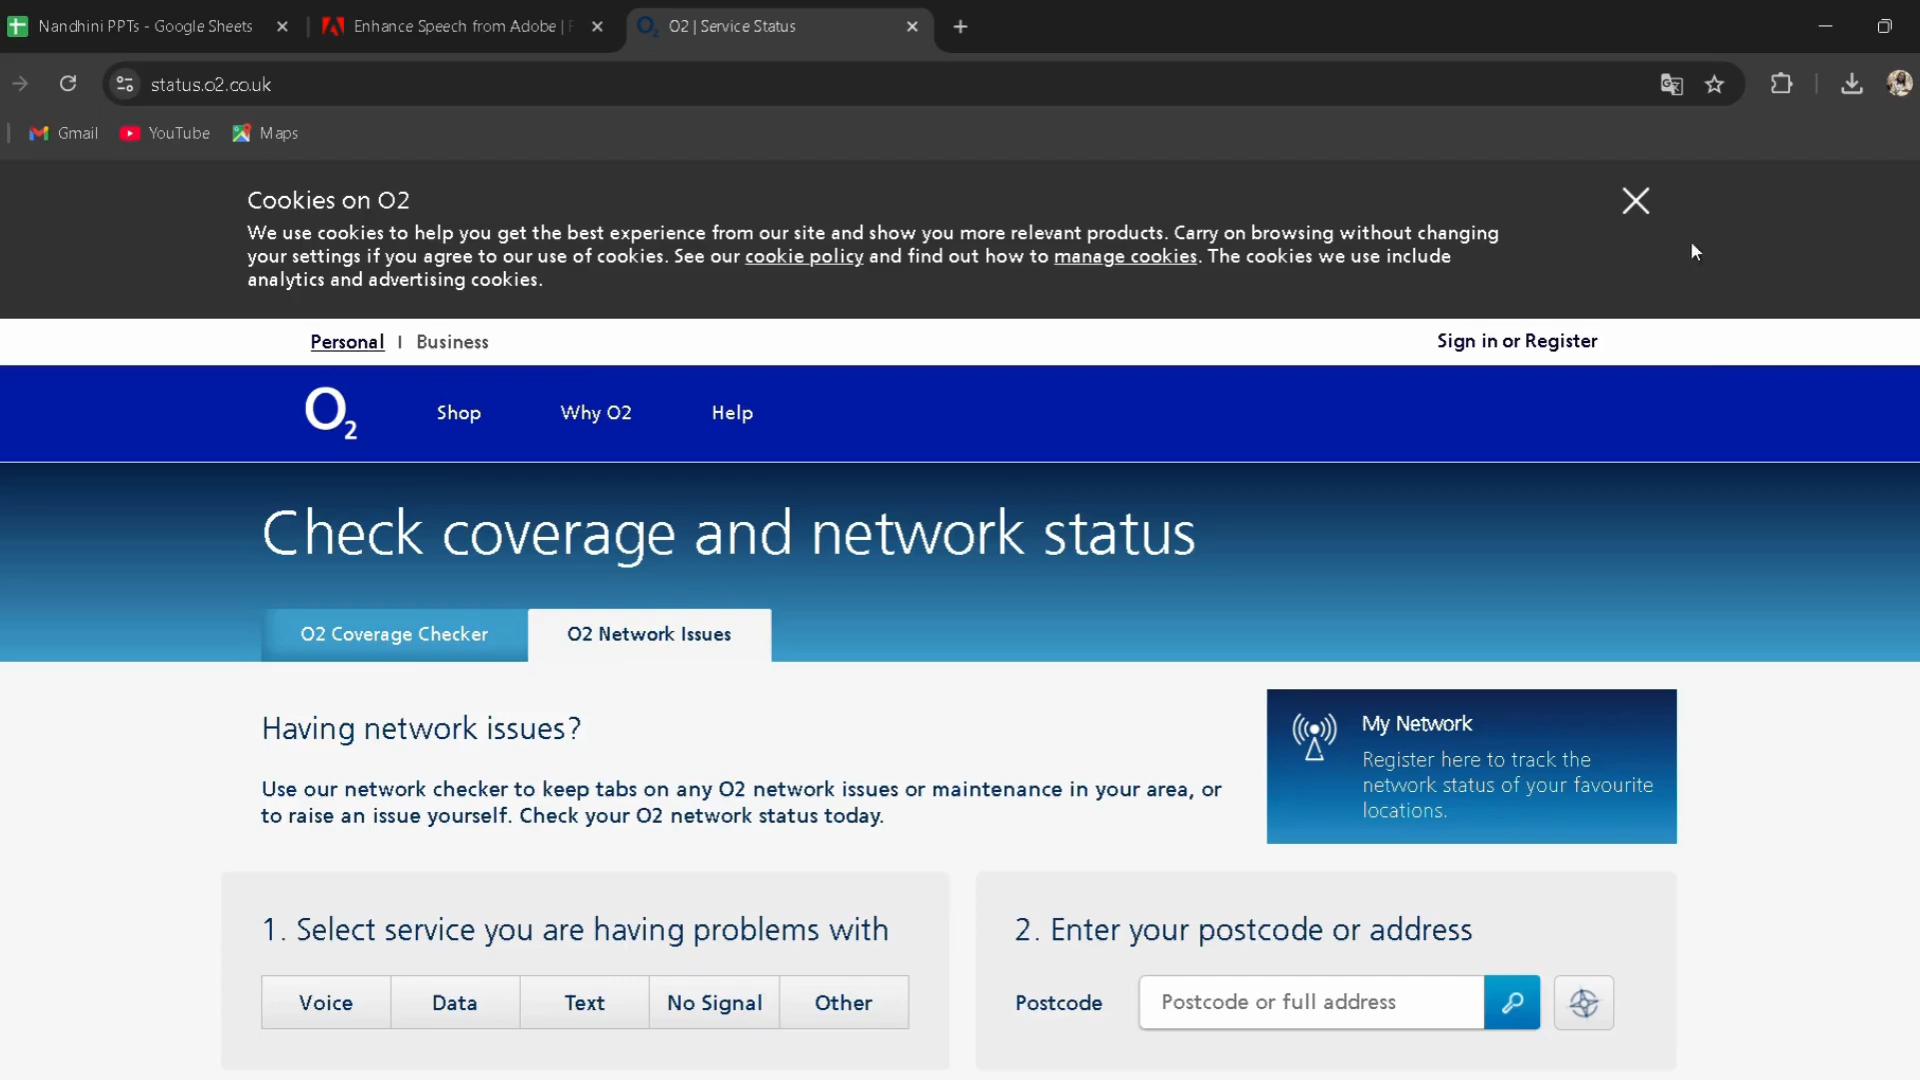 Nandhini PPTs - Google Sheets
Enhance Speech from Adobe |
O2 | Service Status
status.o2.co.uk
Gmail
YouTube
Maps
Cookies on O2
We use cookies to help you get the best experience from our site and show you more relevant products. Carry on browsing without changing
your settings if you agree to our use of cookies. See our cookie policy and find out how to manage cookies. The cookies we use include
analytics and advertising cookies.
Personal | Business
Sign in or Register
O2
Shop
Why O2
Help
Check coverage and network status
O2 Coverage Checker
O2 Network Issues
Having network issues?
Use our network checker to keep tabs on any O2 network issues or maintenance in your area, or
to raise an issue yourself. Check your O2 network status today.
My Network
Register here to track the
network status of your favourite
locations.
1. Select service you are having problems with
Voice
Data
Text
No Signal
Other
2. Enter your postcode or address
Postcode
Postcode or full address